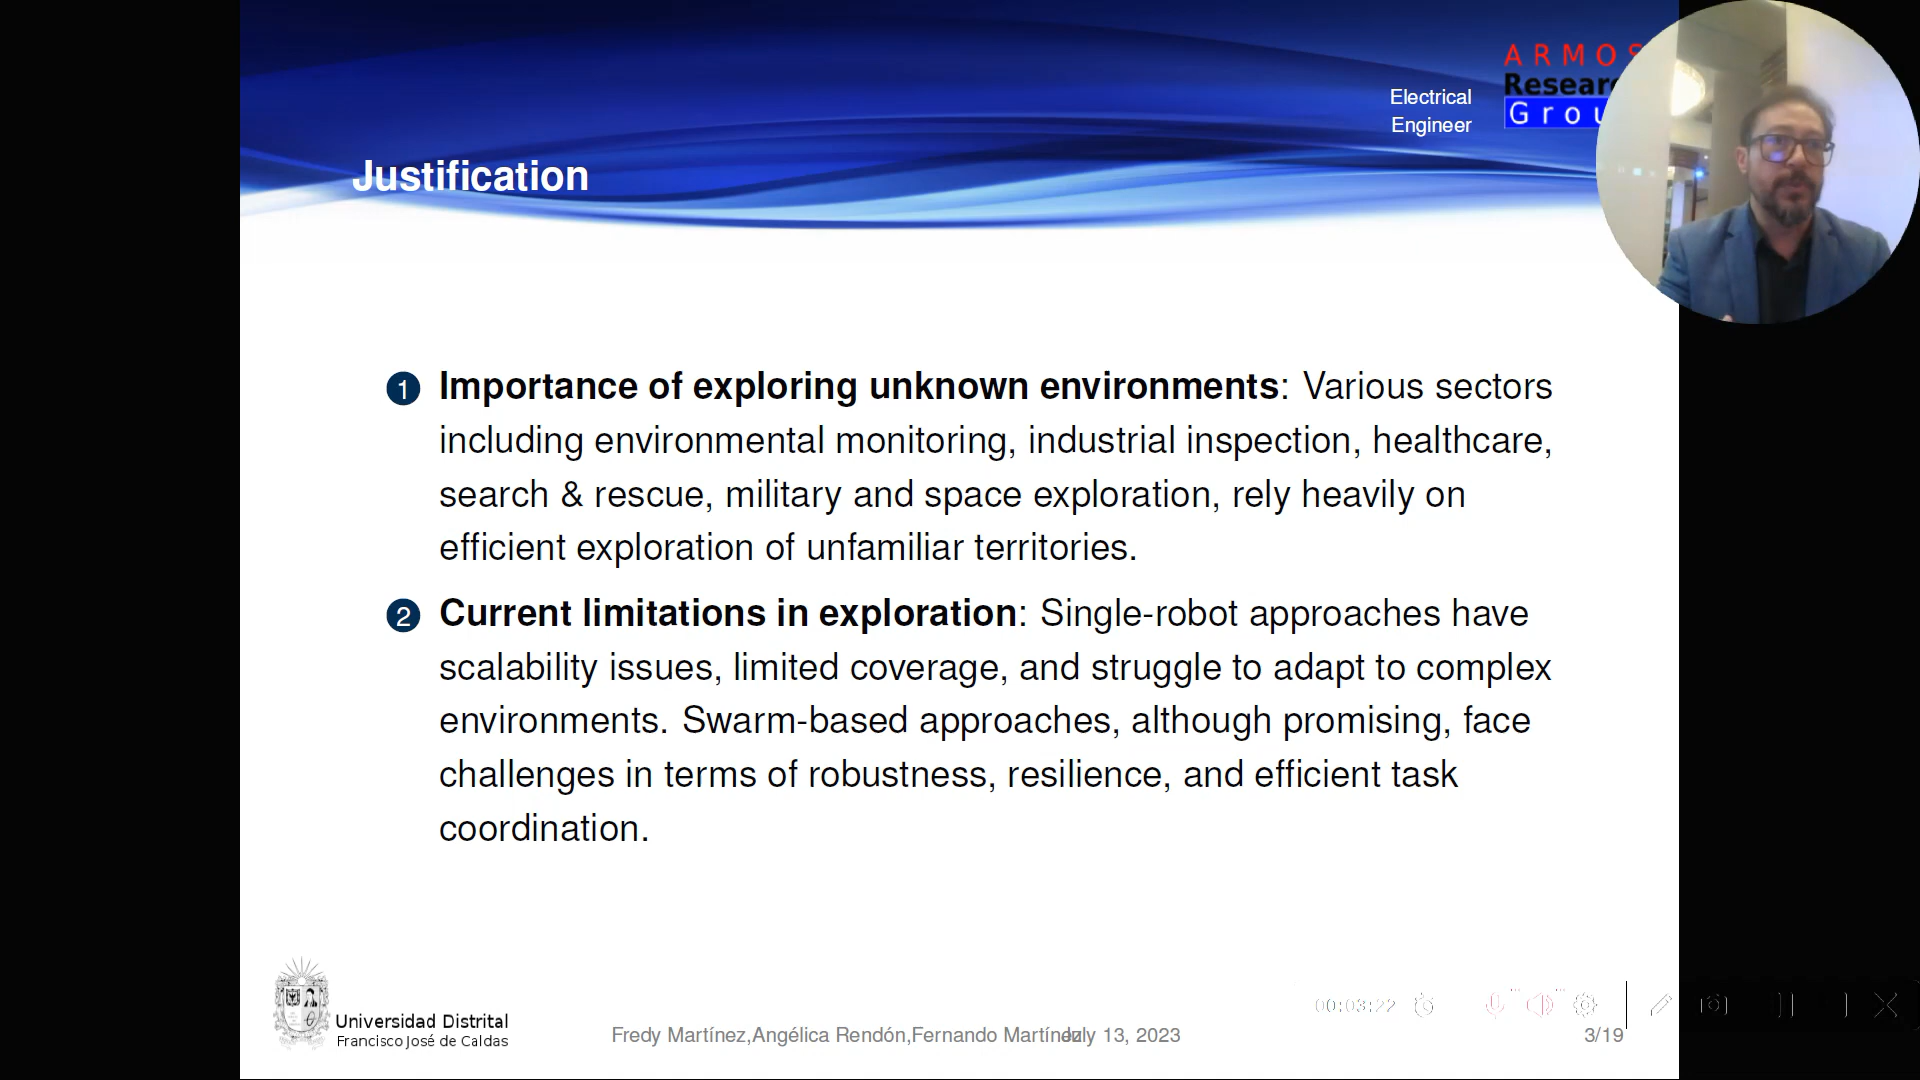 Electrical
Engineer
ARMOS
Research
Grou
Justification
1 Importance of exploring unknown environments: Various sectors
including environmental monitoring, industrial inspection, healthcare,
search & rescue, military and space exploration, rely heavily on
efficient exploration of unfamiliar territories.
2 Current limitations in exploration: Single-robot approaches have
scalability issues, limited coverage, and struggle to adapt to complex
environments. Swarm-based approaches, although promising, face
challenges in terms of robustness, resilience, and efficient task
coordination.
00:03:22
Universidad Distrital
Francisco José de Caldas
Fredy Martínez,Angélica Rendón,Fernando Martínez
July 13, 2023
3/19